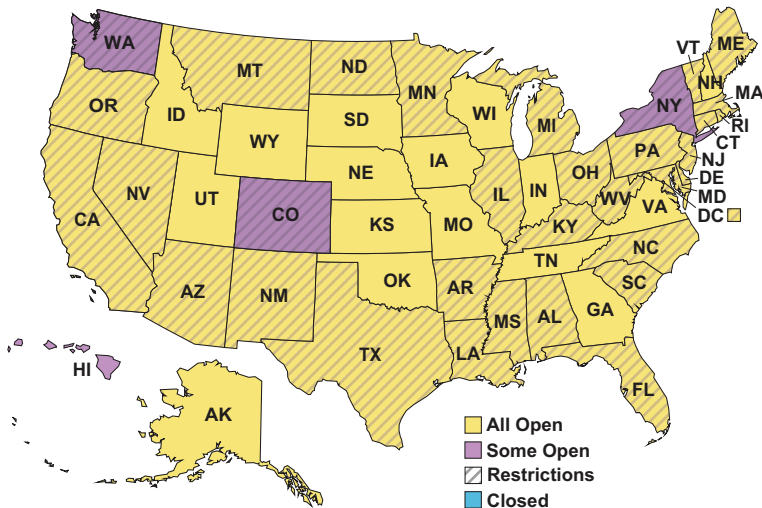 WA
MT
ND
MN
VT
ME
NH
MA
OR
ID
WY
SD
WI
MI
NY
RI
CT
NV
UT
CO
NE
IA
IL
IN
OH
PA
NJ
DE
MD
DC
CA
KS
MO
KY
WV
VA
AZ
NM
OK
AR
TN
NC
SC
TX
LA
MS
AL
GA
FL
HI
AK
All Open
Some Open
Restrictions
Closed